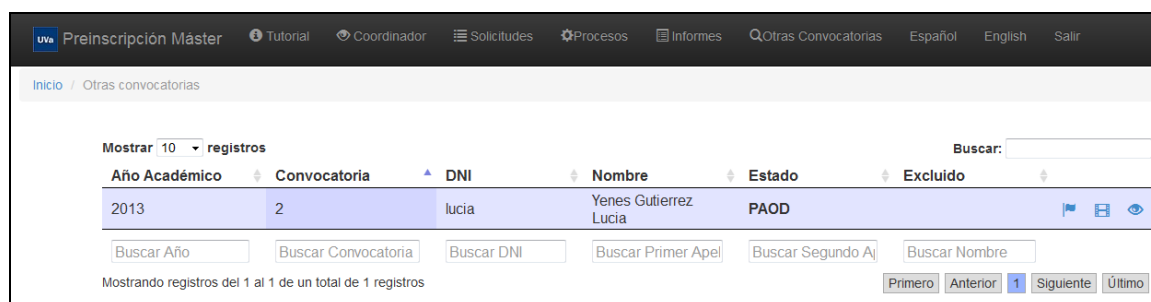 UVa Preinscripción Máster Tutorial Coordinador Solicitudes Procesos Informes Otras Convocatorias Español English Salir
Inicio / Otras convocatorias
Mostrar 10 registros Buscar:
Año Académico Convocatoria DNI Nombre Estado Excluido
2013 2 lucia Yenes Gutierrez PAOD
Lucia
Buscar Año Buscar Convocatoria Buscar DNI Buscar Primer Apel Buscar Segundo Ap Buscar Nombre
Mostrando registros del 1 al 1 de un total de 1 registros Primero Anterior 1 Siguiente Último